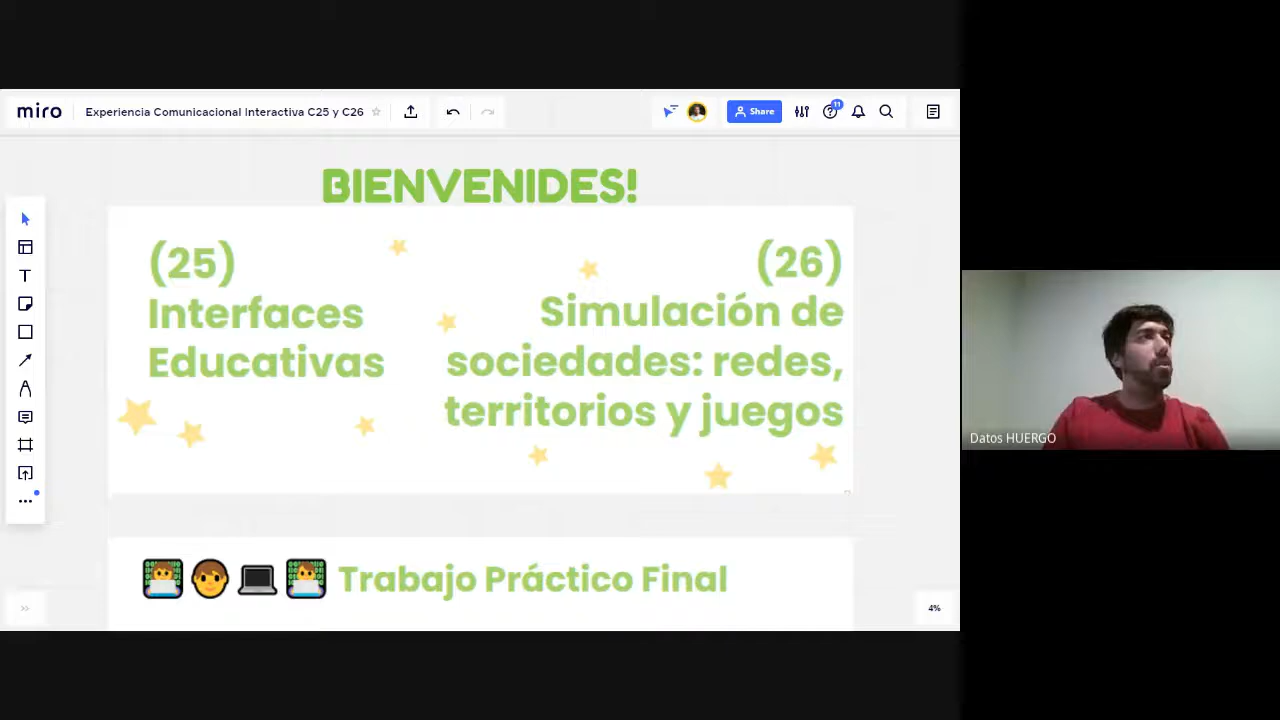 miro
Experiencia Comunicacional Interactiva C25 y C26
Share
11
BIENVENIDES!
(25)
Interfaces
Educativas
(26)
Simulación de
sociedades: redes,
territorios y juegos
Trabajo Práctico Final
4%
Datos HUERGO